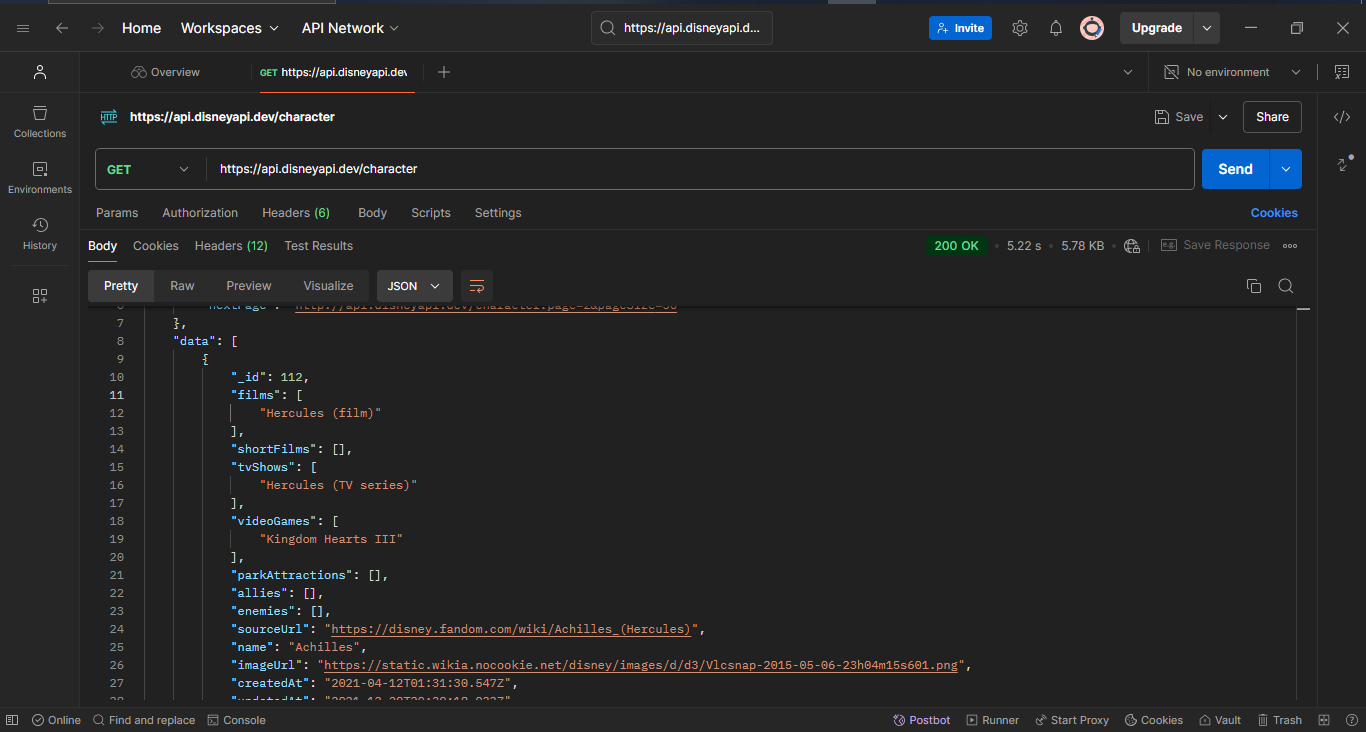 Home Workspaces API Network https://api.disneyapi.d... Invite Upgrade
Overview GET https://api.disneyapi.dev No environment
HTTP https://api.disneyapi.dev/character Save Share
Collections
GET https://api.disneyapi.dev/character Send
Environments
Params Authorization Headers (6) Body Scripts Settings Cookies
History
Body Cookies Headers (12) Test Results 200 OK • 5.22 s • 5.78 KB • e.g. Save Response
Pretty Raw Preview Visualize JSON
7 },
8 "data": [
9 {
10 "_id": 112,
11 "films": [
12 "Hercules (film)"
13 ],
14 "shortFilms": [],
15 "tvShows": [
16 "Hercules (TV series)"
17 ],
18 "videoGames": [
19 "Kingdom Hearts III"
20 ],
21 "parkAttractions": [],
22 "allies": [],
23 "enemies": [],
24 "sourceUrl": "https://disney.fandom.com/wiki/Achilles_(Hercules)",
25 "name": "Achilles",
26 "imageUrl": "https://static.wikia.nocookie.net/disney/images/d/d3/Vlcsnap-2015-05-06-23h04m15s601.png",
27 "createdAt": "2021-04-12T01:31:30.547Z",
Online Find and replace Console Postbot Runner Start Proxy Cookies Vault Trash